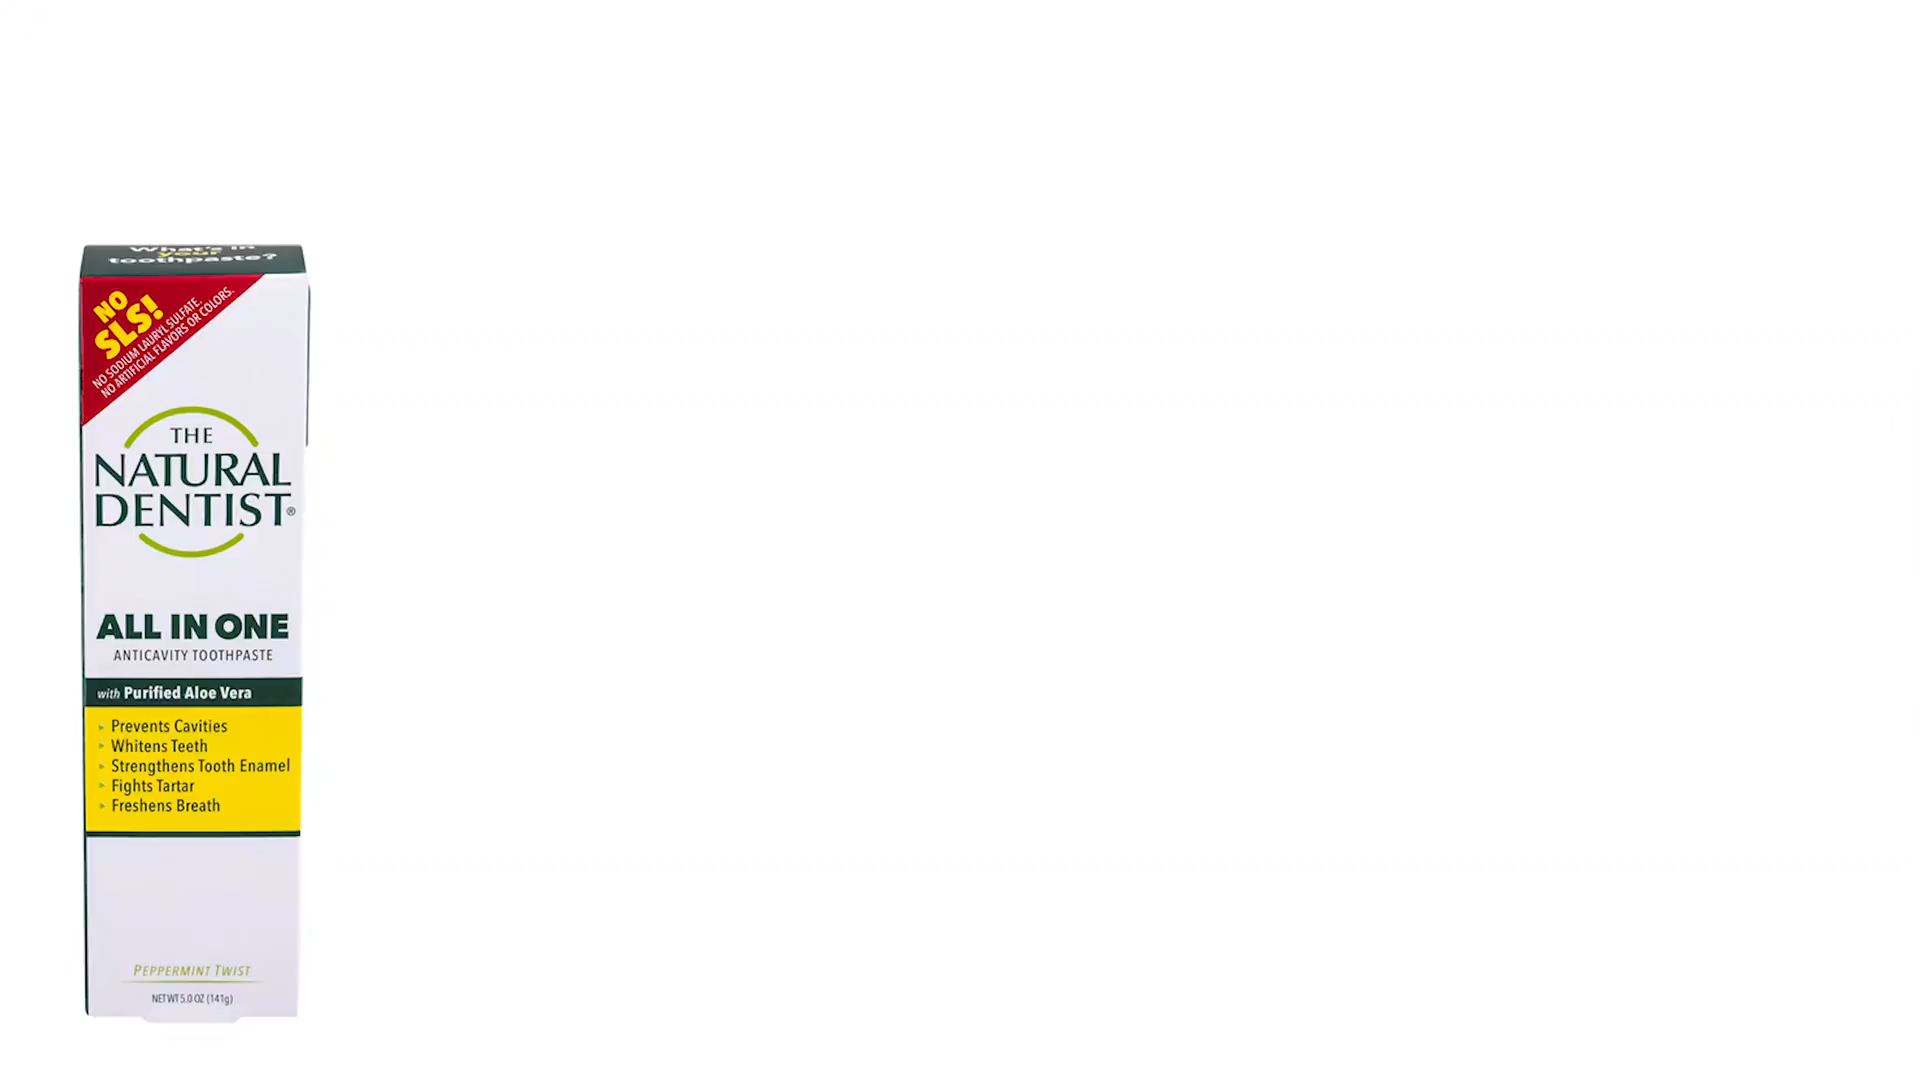 What's in
your
toothpaste?
NO
SLS!
NO SODIUM LAURYL SULFATE.
NO ARTIFICIAL FLAVORS OR COLORS.
THE
NATURAL
DENTIST®
ALL IN ONE
ANTICAVITY TOOTHPASTE
with Purified Aloe Vera
Prevents Cavities
Whitens Teeth
Strengthens Tooth Enamel
Fights Tartar
Freshens Breath
PEPPERMINT TWIST
NET WT 5.0 OZ (141g)